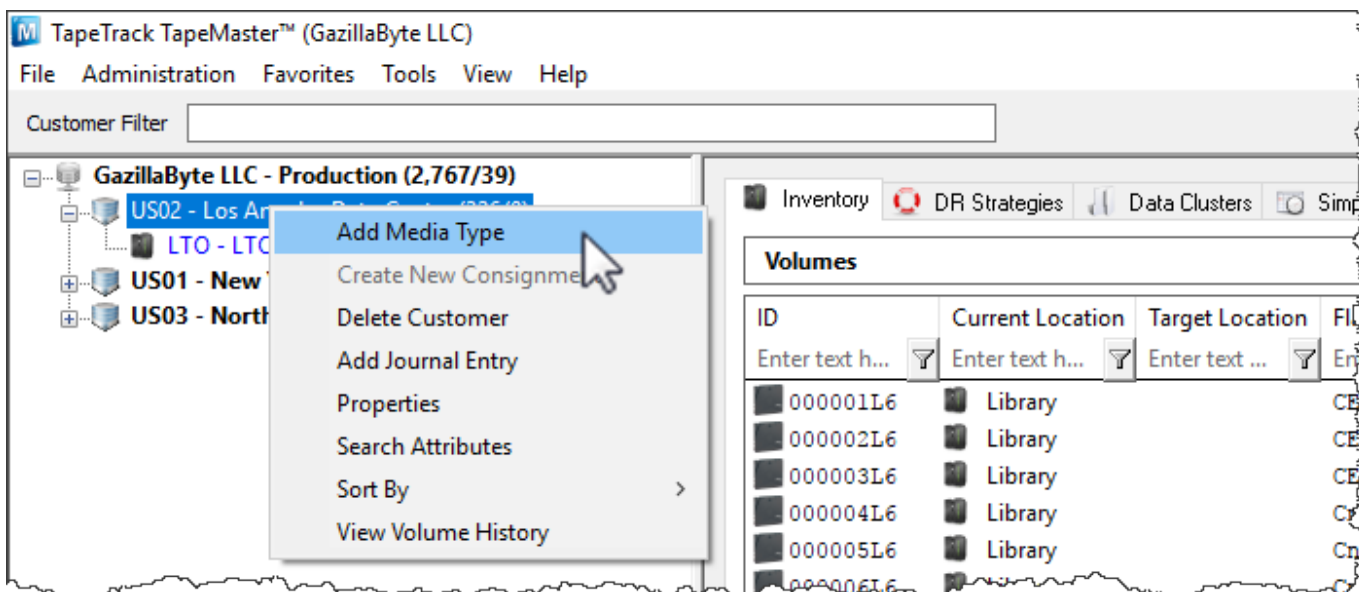 TapeTrack TapeMaster™ (GazillaByte LLC)
File Administration Favorites Tools View Help
Customer Filter
GazillaByte LLC - Production (2,767/39)
US02 - Los
LTO - LTO
US01 - New
US03 - North
Add Media Type
Create New
Delete Customer
Add Journal Entry
Properties
Search Attributes
Sort By
View Volume History
Inventory DR Strategies Data Clusters
Volumes
ID Current Location Target Location
Enter text h... Enter text h... Enter text ...
000001L6 Library
000002L6 Library
000003L6 Library
000004L6 Library
000005L6 Library